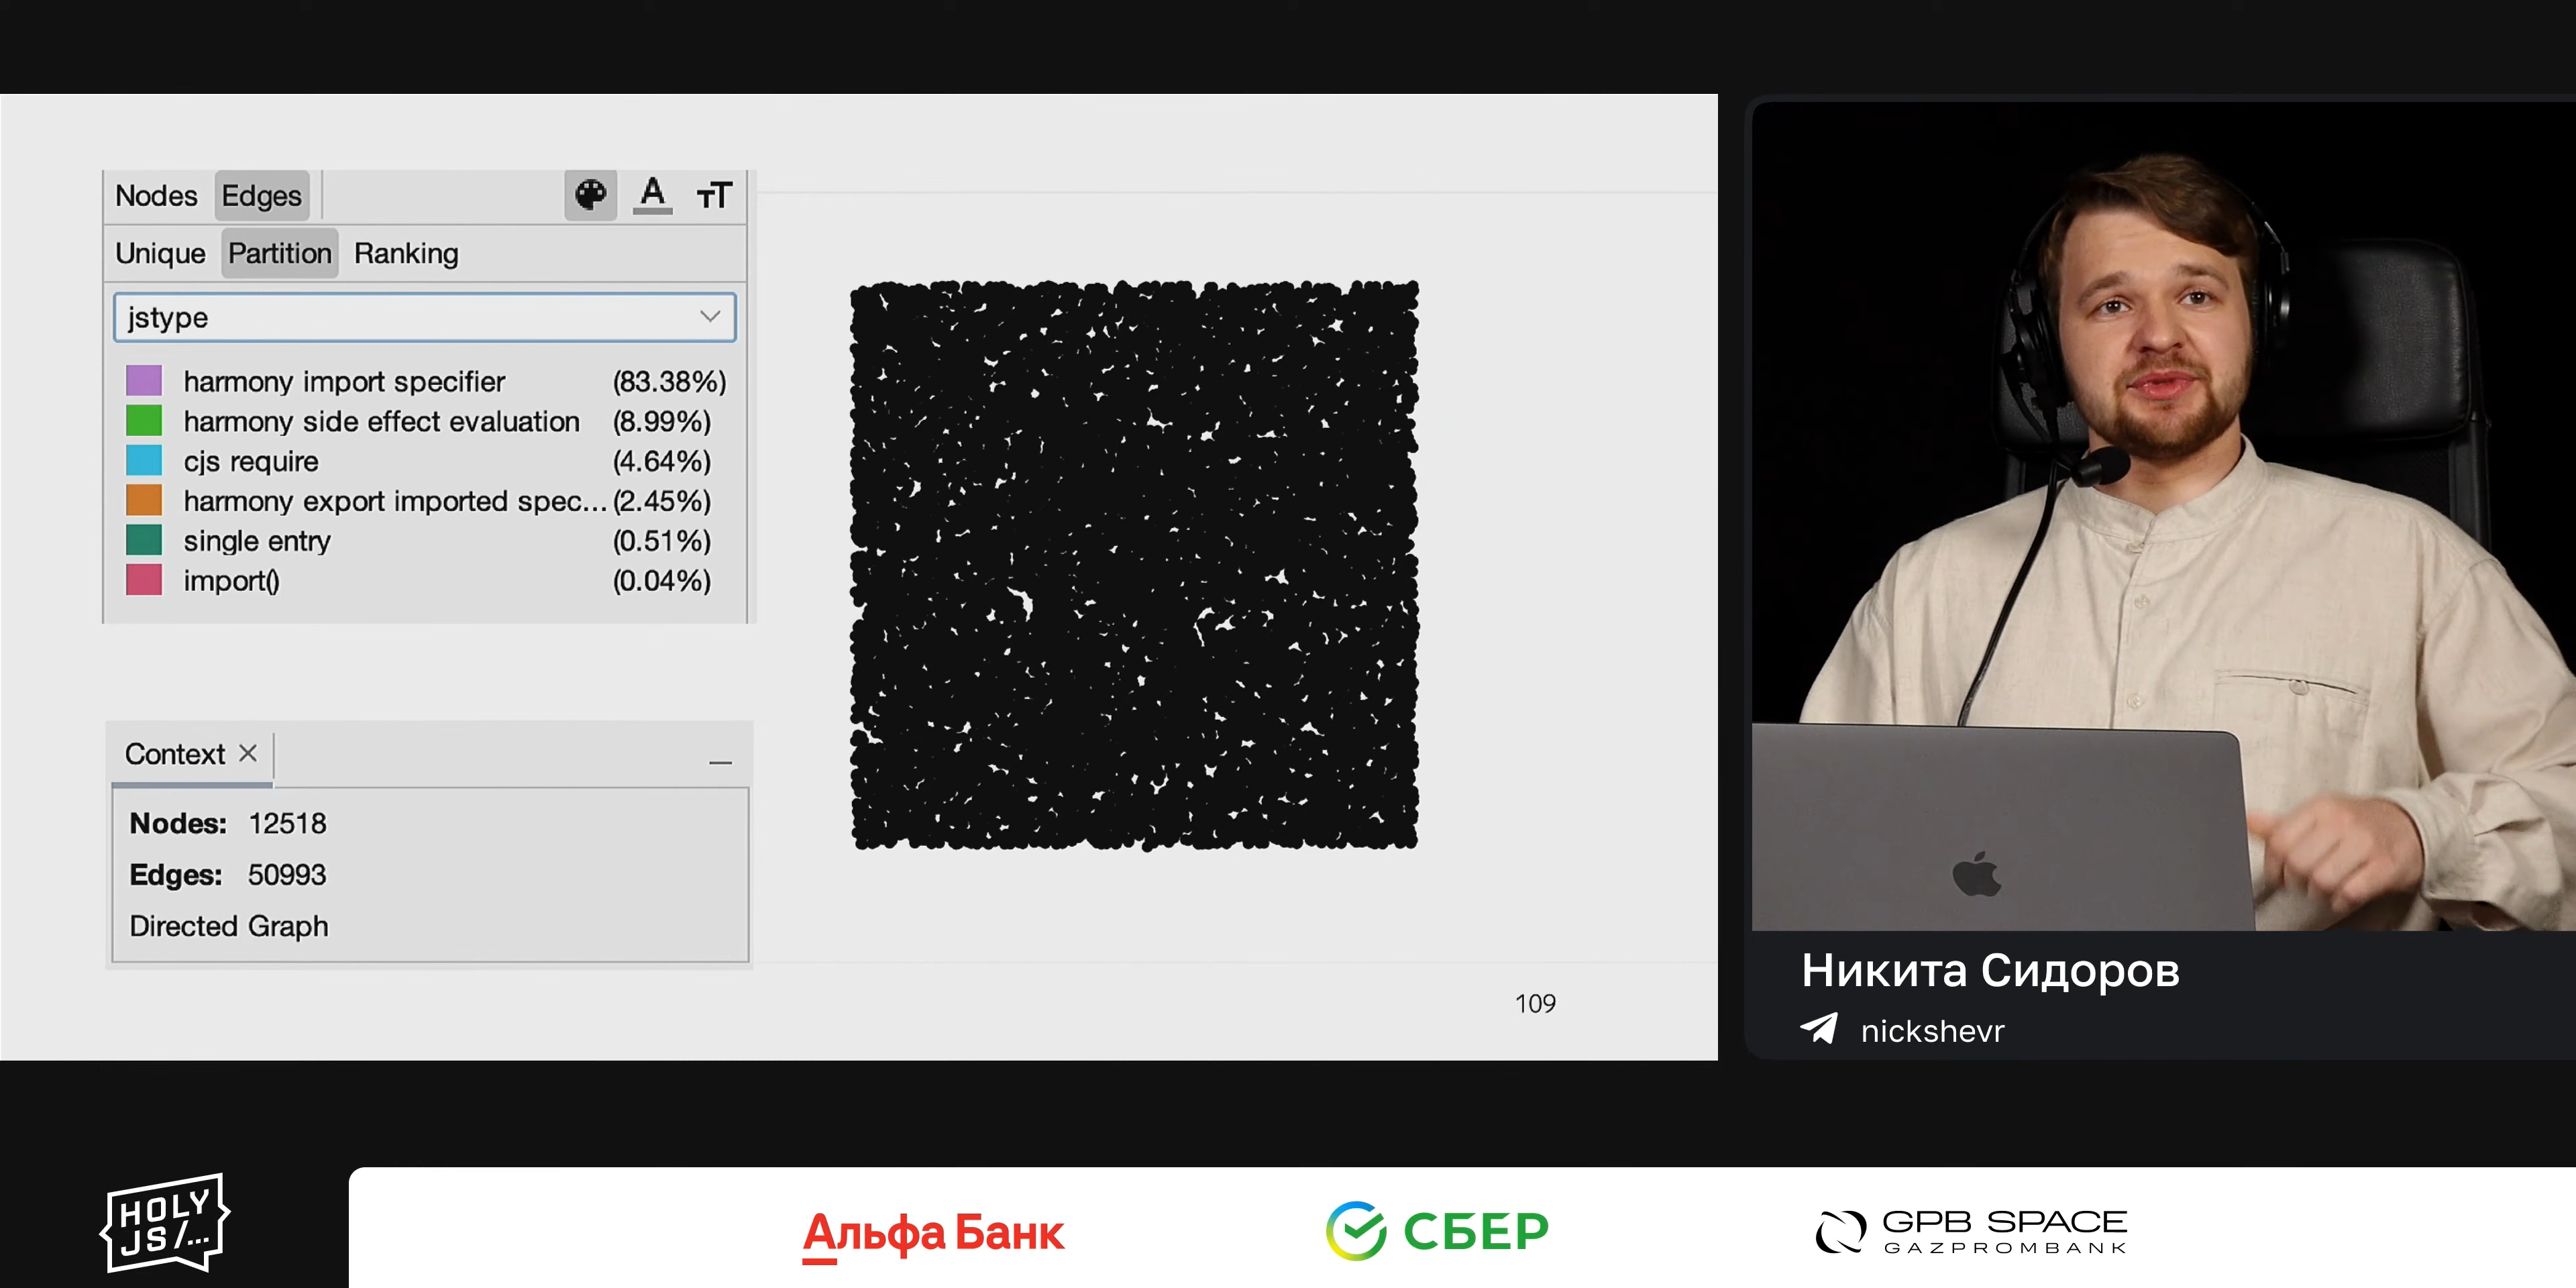 Nodes Edges
A TT
Unique Partition Ranking
jstype
harmony import specifier (83.38%)
harmony side effect evaluation (8.99%)
cjs require (4.64%)
harmony export imported spec... (2.45%)
single entry (0.51%)
import() (0.04%)
Context
Nodes: 12518
Edges: 50993
Directed Graph
109
Никита Сидоров
nickshevr
HOLY
JS/...
Альфа Банк
СБЕР
GPB SPACE
GAZPROMBANK